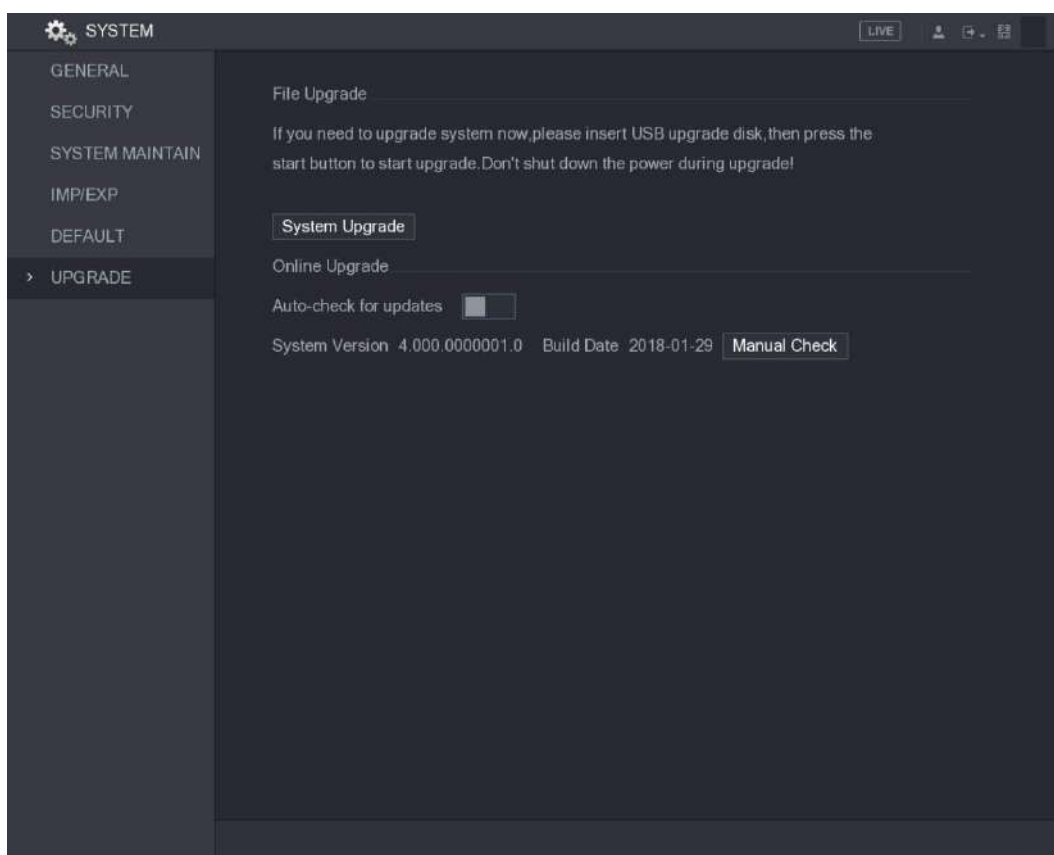 SYSTEM
LIVE
GENERAL
SECURITY
SYSTEM MAINTAIN
IMP/EXP
DEFAULT
UPGRADE
File Upgrade
If you need to upgrade system now,please insert USB upgrade disk,then press the
start button to start upgrade.Don't shut down the power during upgrade!
System Upgrade
Online Upgrade
Auto-check for updates
System Version 4.000.0000001.0 Build Date 2018-01-29 Manual Check